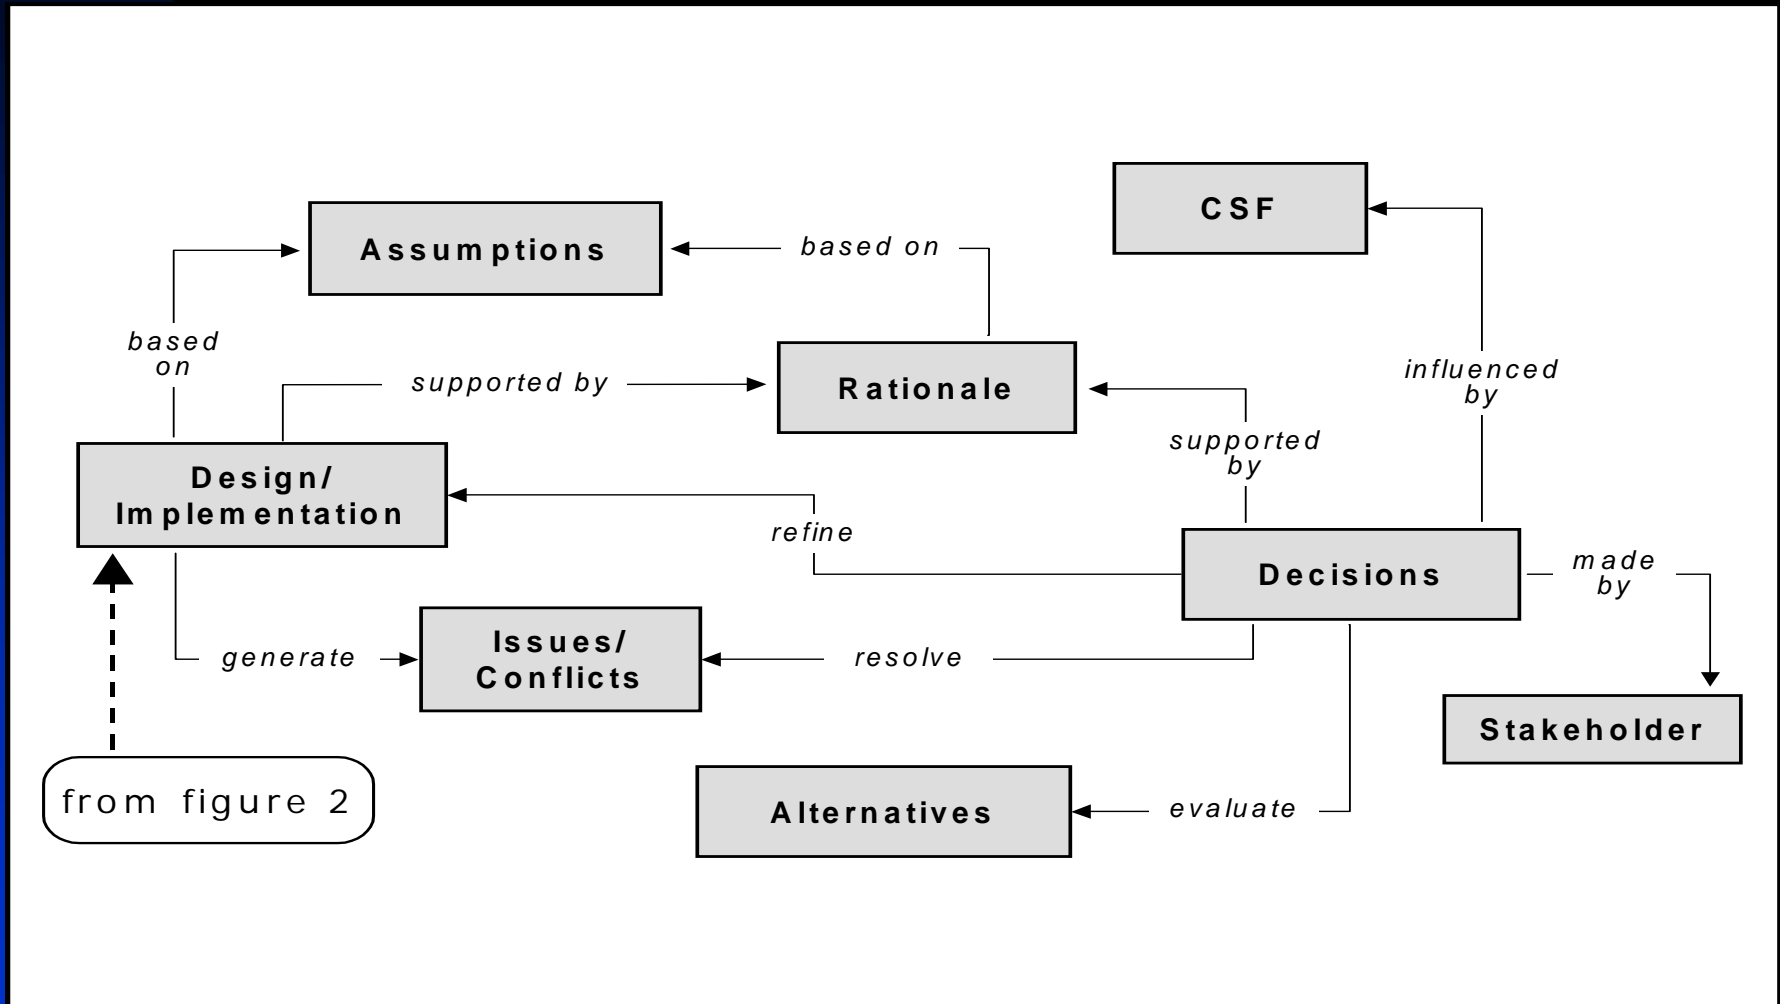 CSF
Assumptions
based on
based
on
supported by
Rationale
influenced
by
supported
by
Design/
Implementation
refine
Decisions
made
by
Issues/
Conflicts
generate
resolve
Stakeholder
from figure 2
Alternatives
evaluate